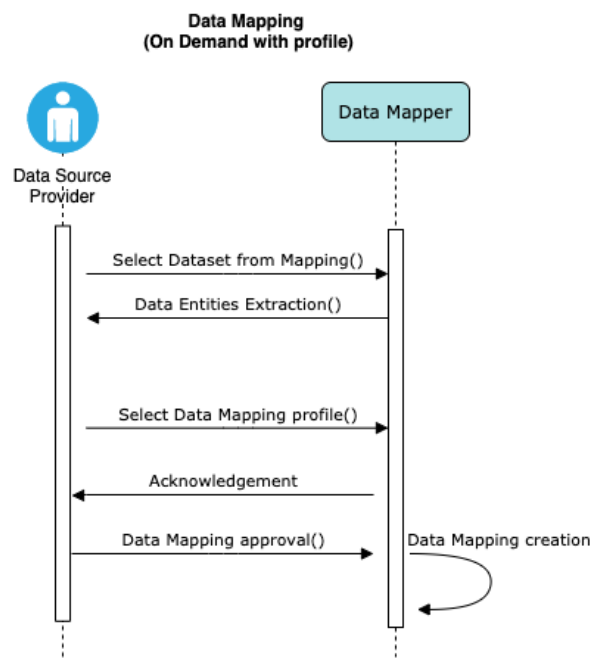 Data Mapping
(On Demand with profile)
Data Mapper
Data Source
Provider
Select Dataset from Mapping()
Data Entities Extraction()
Select Data Mapping profile()
Acknowledgement
Data Mapping approval()
Data Mapping creation